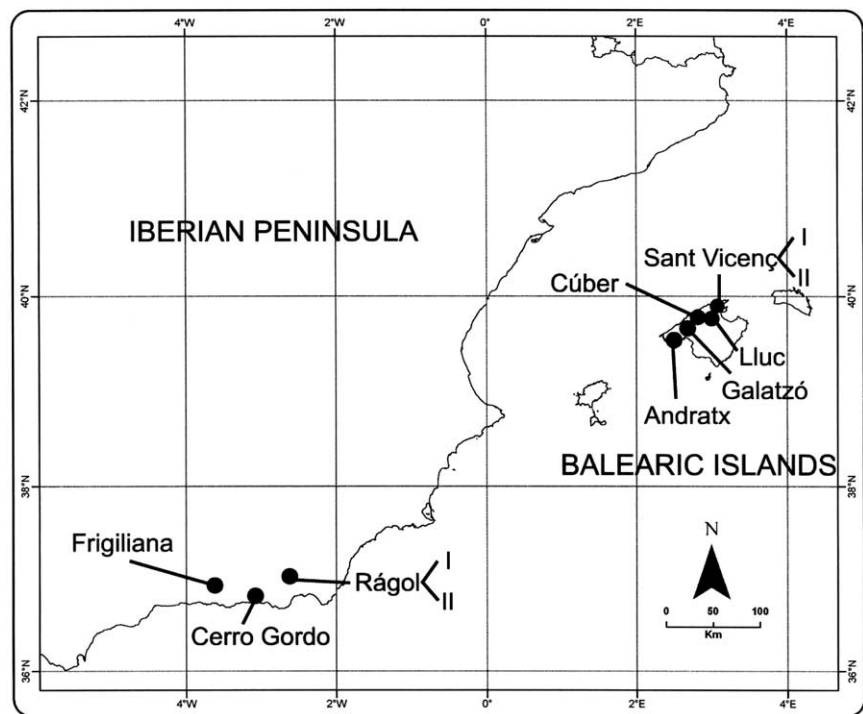 4°W 2°W 0° 2°E 4°E
42°N 42°N
IBERIAN PENINSULA
I
Sant Vicenç
II
Cúber
40°N 40°N
Lluc
Galatzó
Andratx
BALEARIC ISLANDS
38°N 38°N
N
Frigiliana
I
Rágol
II
0 50 100
Km
Cerro Gordo
36°N 36°N
4°W 2°W 0° 2°E 4°E